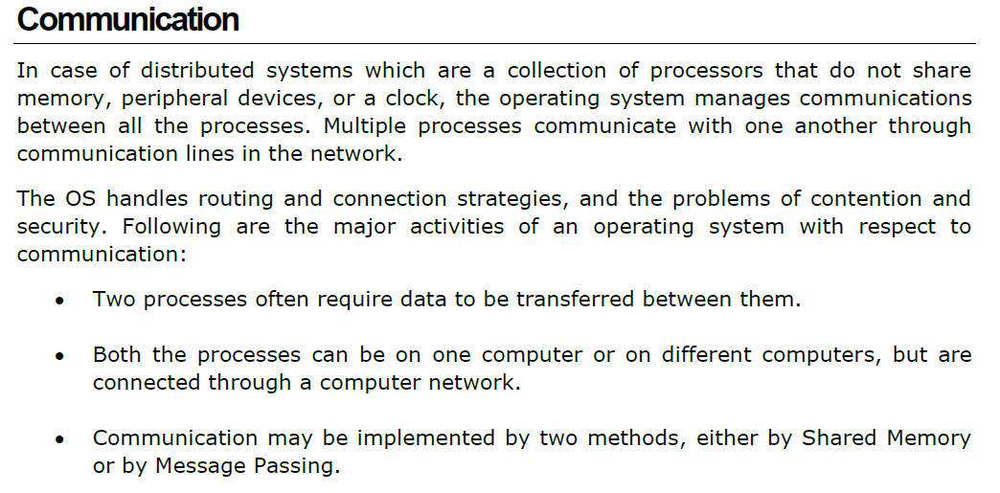 Communication
In case of distributed systems which are a collection of processors that do not share
memory, peripheral devices, or a clock, the operating system manages communications
between all the processes. Multiple processes communicate with one another through
communication lines in the network.
The OS handles routing and connection strategies, and the problems of contention and
security. Following are the major activities of an operating system with respect to
communication:
• Two processes often require data to be transferred between them.
• Both the processes can be on one computer or on different computers, but are
connected through a computer network.
• Communication may be implemented by two methods, either by Shared Memory
or by Message Passing.